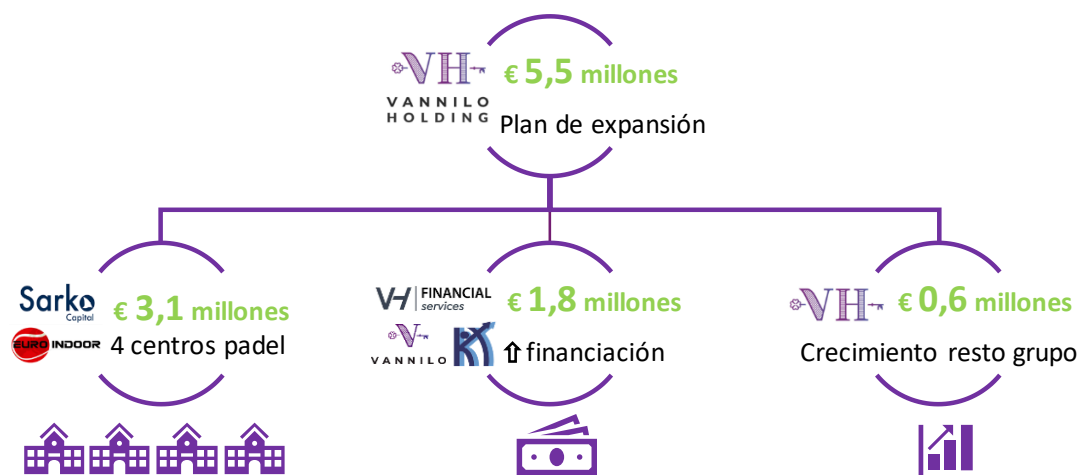 VH
VANNILO
HOLDING
€ 5,5 millones
Plan de expansión
Sarko
Capital
EURO INDOOR
€ 3,1 millones
4 centros padel
VH FINANCIAL
services
V
VANNILO
€ 1,8 millones
⇧ financiación
VH
€ 0,6 millones
Crecimiento resto grupo